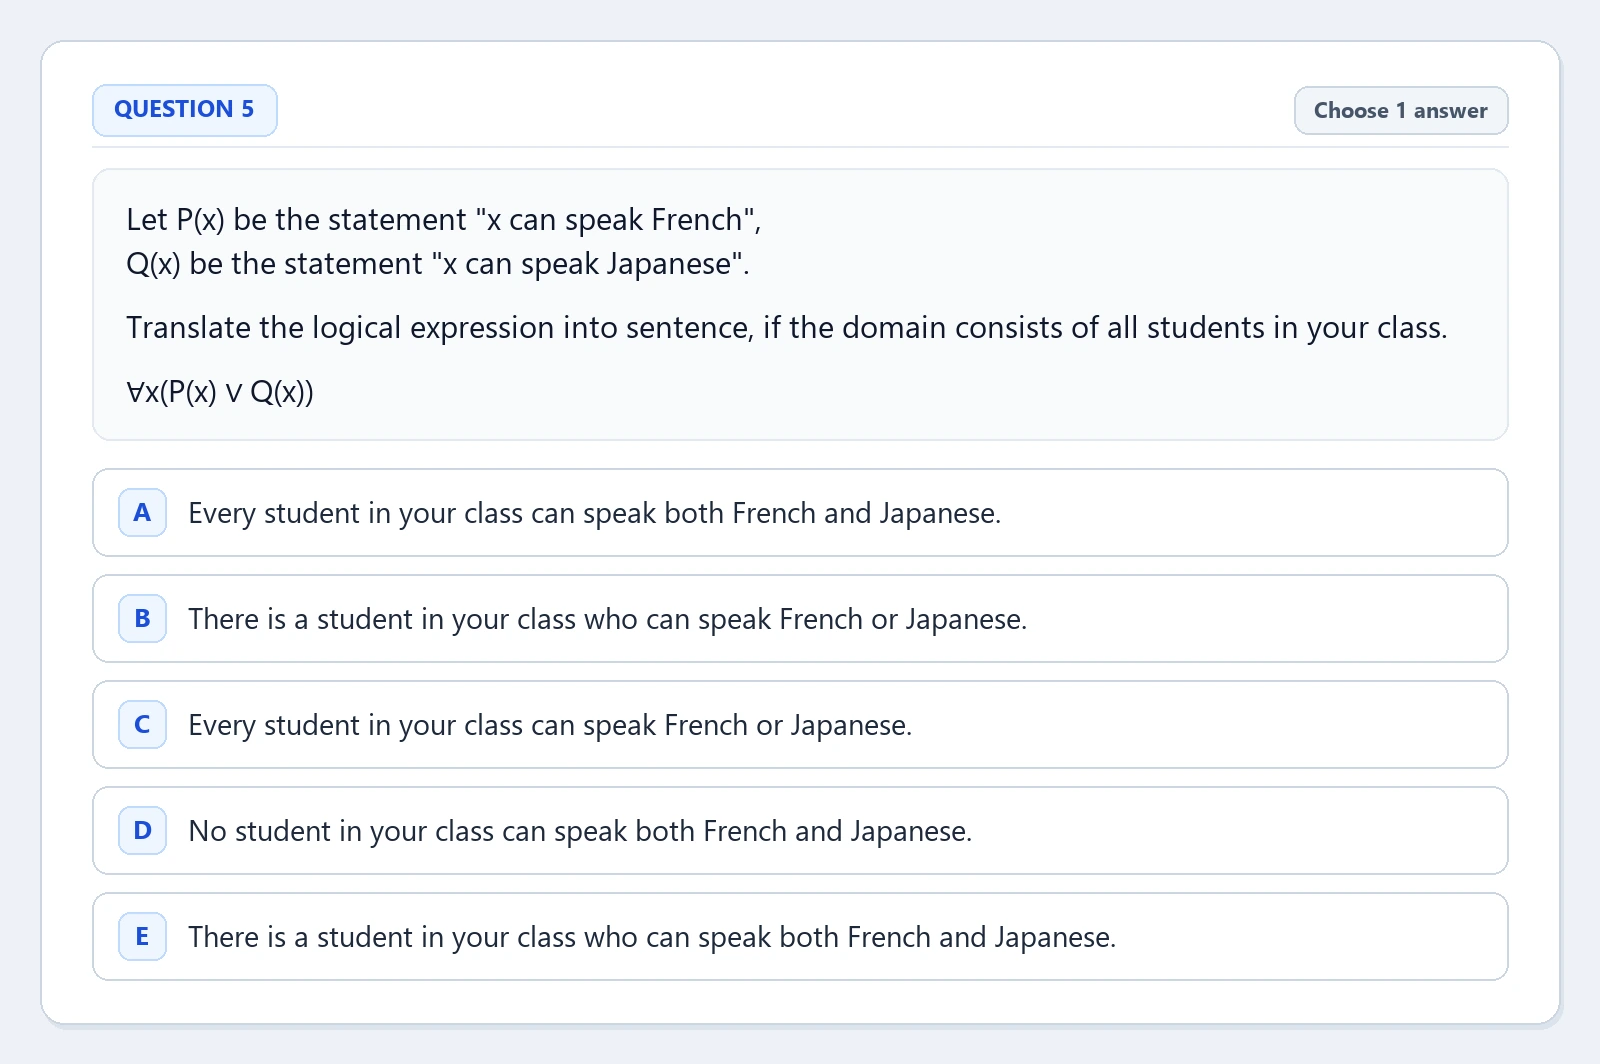 QUESTION 5
Choose 1 answer
Let P(x) be the statement "x can speak French",
Q(x) be the statement "x can speak Japanese".
Translate the logical expression into sentence, if the domain consists of all students in your class.
∀x(P(x) ∨ Q(x))
A Every student in your class can speak both French and Japanese.
B There is a student in your class who can speak French or Japanese.
C Every student in your class can speak French or Japanese.
D No student in your class can speak both French and Japanese.
E There is a student in your class who can speak both French and Japanese.